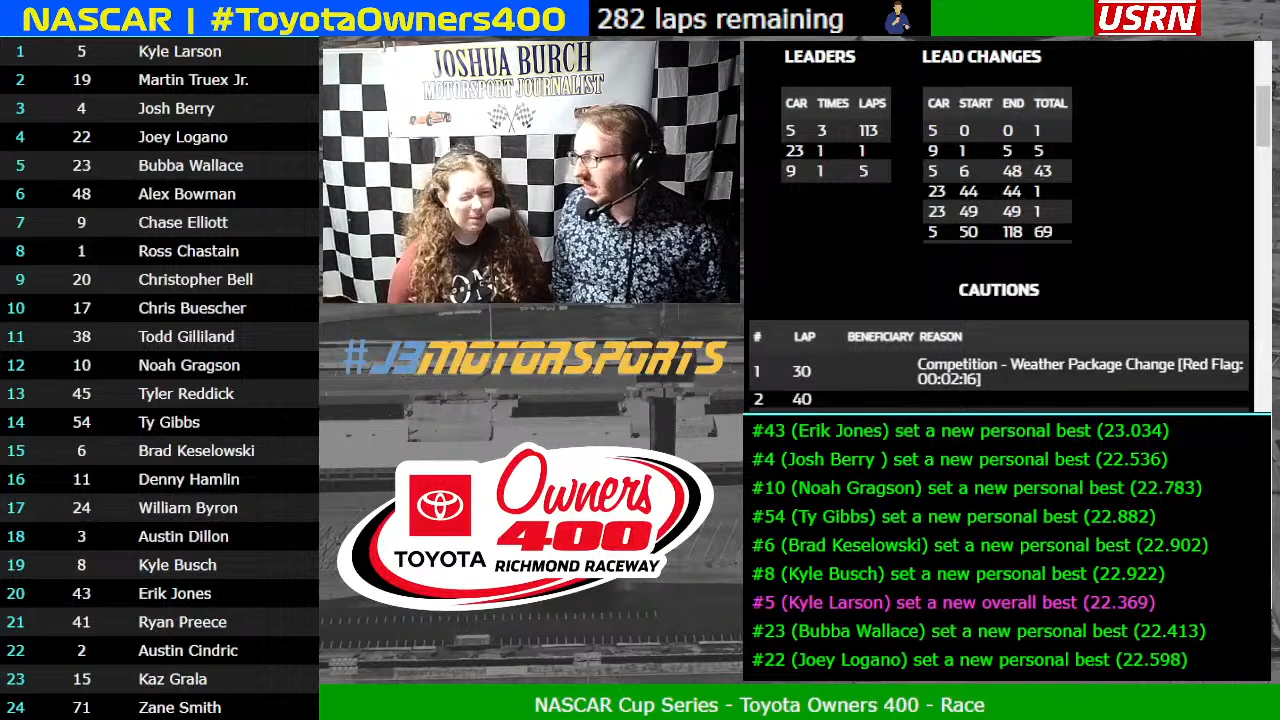 NASCAR | #ToyotaOwners400
282 laps remaining
USRN
1 5 Kyle Larson
2 19 Martin Truex Jr.
3 4 Josh Berry
4 22 Joey Logano
5 23 Bubba Wallace
6 48 Alex Bowman
7 9 Chase Elliott
8 1 Ross Chastain
9 20 Christopher Bell
10 17 Chris Buescher
11 38 Todd Gilliland
12 10 Noah Gragson
13 45 Tyler Reddick
14 54 Ty Gibbs
15 6 Brad Keselowski
16 11 Denny Hamlin
17 24 William Byron
18 3 Austin Dillon
19 8 Kyle Busch
20 43 Erik Jones
21 41 Ryan Preece
22 2 Austin Cindric
23 15 Kaz Grala
24 71 Zane Smith
JOSHUA BURCH
MOTORSPORT JOURNALIST
#JBMOTORSPORTS
Owners
400
TOYOTA
RICHMOND RACEWAY
LEADERS
CAR TIMES LAPS
5 3 113
23 1 1
9 1 5
LEAD CHANGES
CAR START END TOTAL
5 0 0 1
9 1 5 5
5 6 48 43
23 44 44 1
23 49 49 1
5 50 118 69
CAUTIONS
# LAP BENEFICIARY REASON
1 30 Competition - Weather Package Change [Red Flag:
00:02:16]
2 40
#43 (Erik Jones) set a new personal best (23.034)
#4 (Josh Berry ) set a new personal best (22.536)
#10 (Noah Gragson) set a new personal best (22.783)
#54 (Ty Gibbs) set a new personal best (22.882)
#6 (Brad Keselowski) set a new personal best (22.902)
#8 (Kyle Busch) set a new personal best (22.922)
#5 (Kyle Larson) set a new overall best (22.369)
#23 (Bubba Wallace) set a new personal best (22.413)
#22 (Joey Logano) set a new personal best (22.598)
NASCAR Cup Series - Toyota Owners 400 - Race